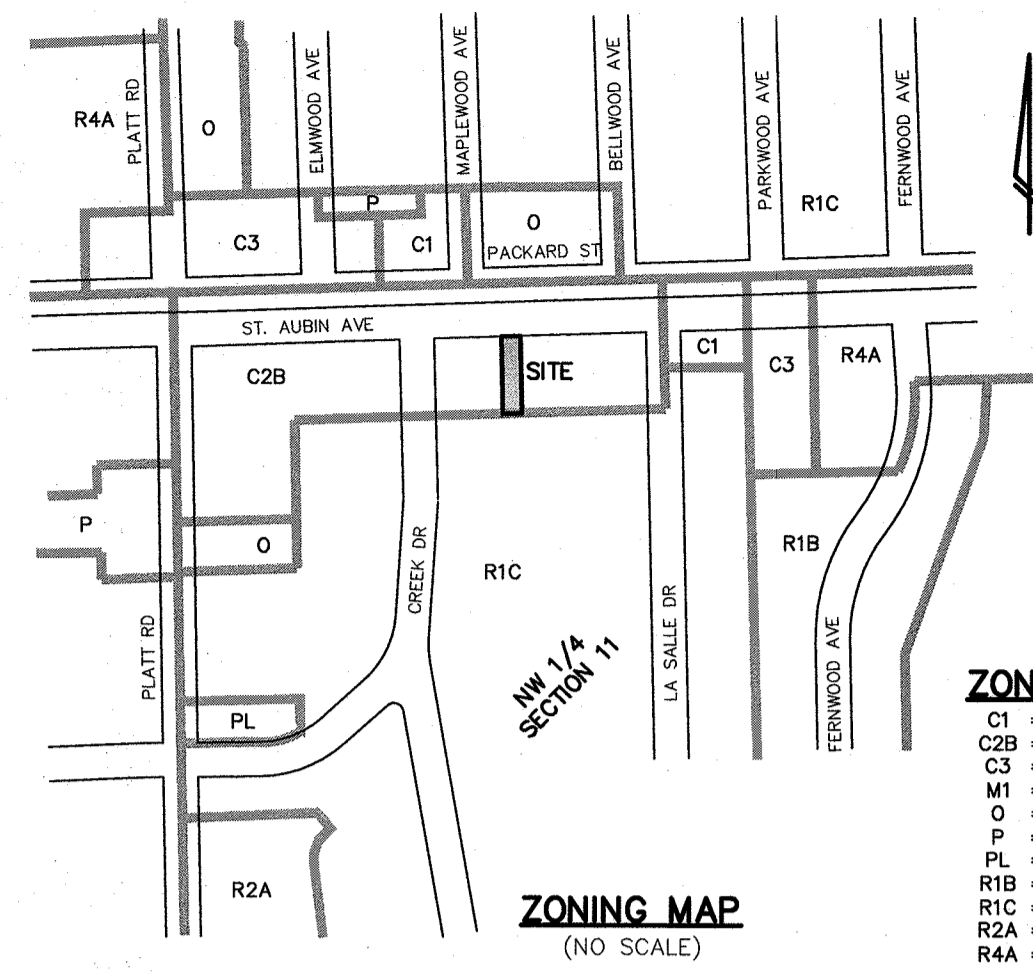 R4A
PLATT RD
O
ELMWOOD AVE
MAPLEWOOD AVE
BELLWOOD AVE
PARKWOOD AVE
R1C
FERNWOOD AVE
P
C3
C1
O
PACKARD ST
ST. AUBIN AVE
C2B
SITE
C1
C3
R4A
P
O
CREEK DR
R1C
R1B
PLATT RD
LA SALLE DR
FERNWOOD AVE
NW 1/4
SECTION 11
PL
R2A
ZONING MAP
(NO SCALE)
ZON
C1 =
C2B =
C3 =
M1 =
O =
P =
PL =
R1B =
R1C =
R2A =
R4A =